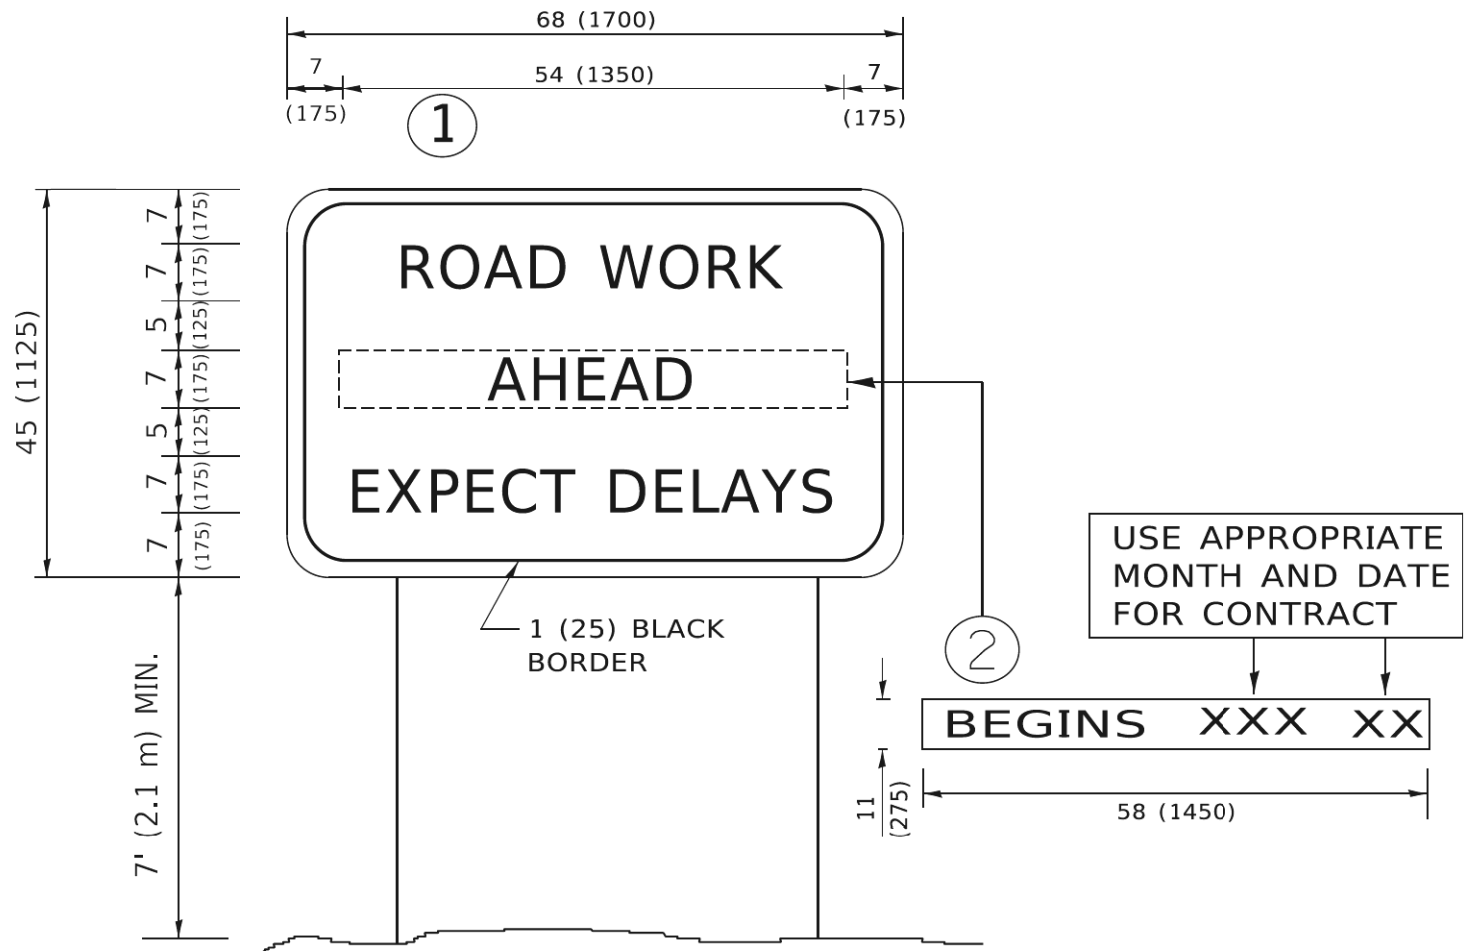 68 (1700)
7
54 (1350)
7
(175)
(175)
1
45 (1125)
7 (175)
7 (175)
5 (125)
7 (175)
5 (125)
7 (175)
7 (175)
ROAD WORK
AHEAD
EXPECT DELAYS
1 (25) BLACK
BORDER
7' (2.1 m) MIN.
USE APPROPRIATE
MONTH AND DATE
FOR CONTRACT
2
BEGINS XXX XX
11
(275)
58 (1450)